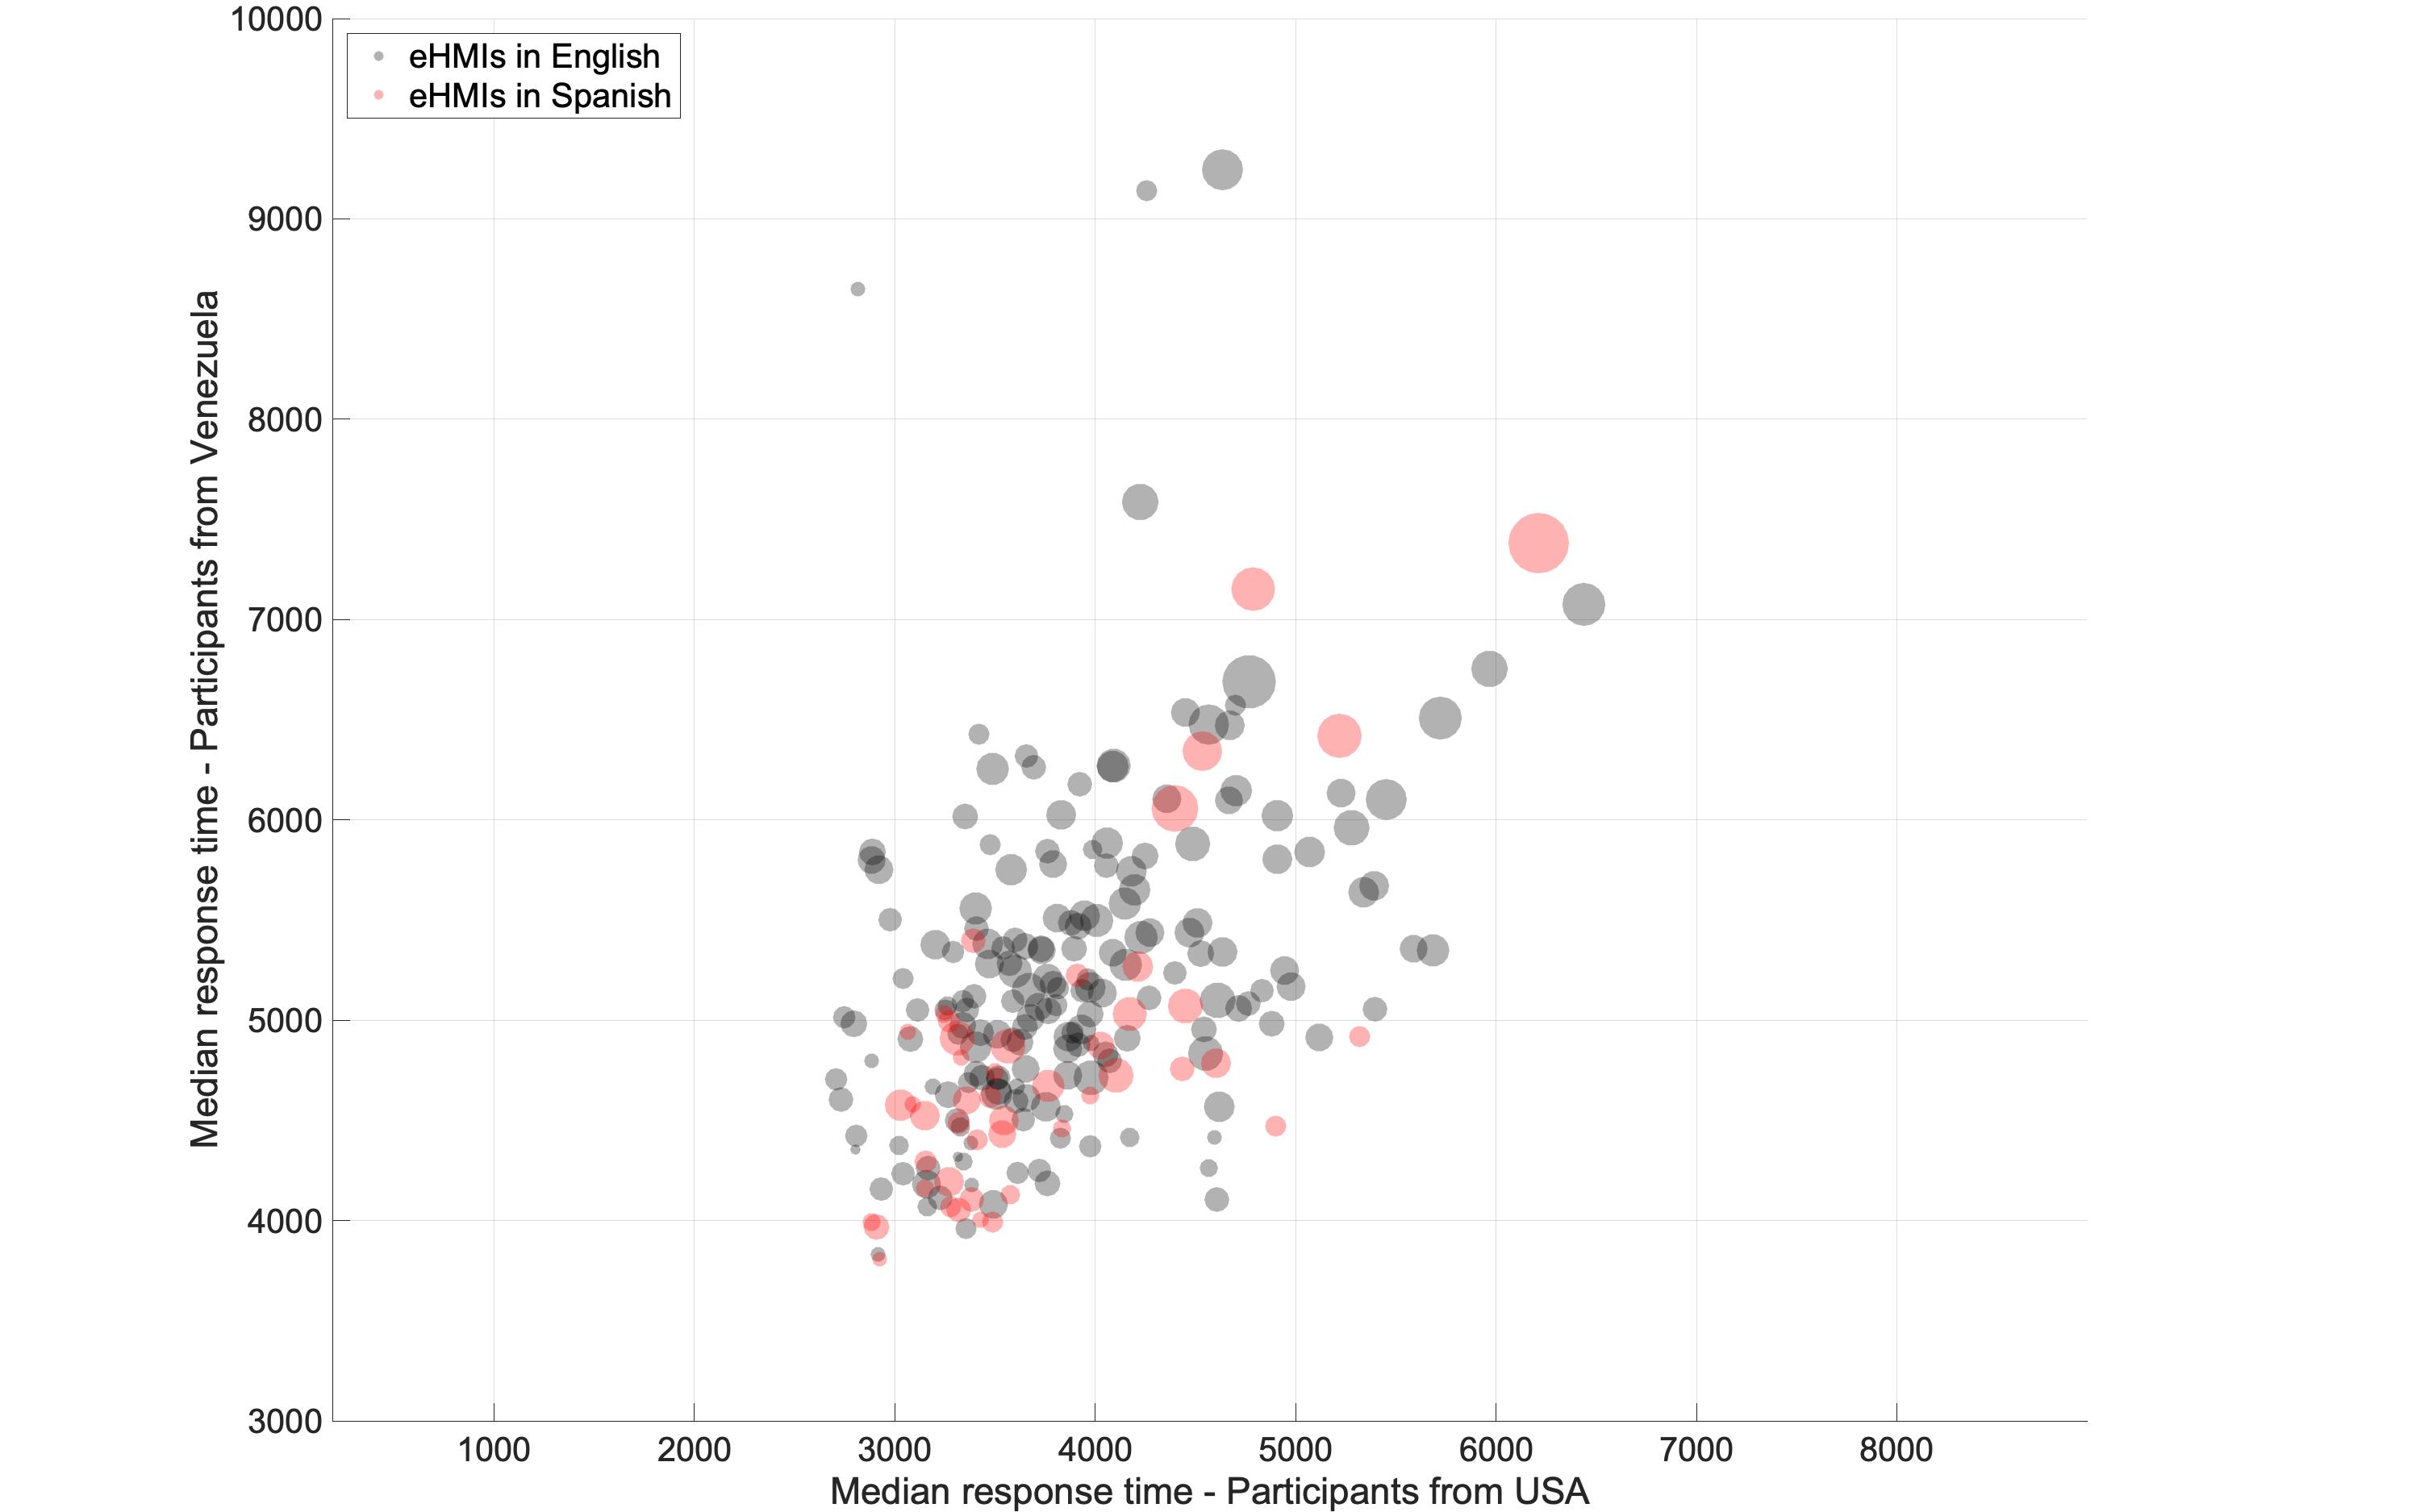 10000
9000
8000
7000
6000
5000
4000
3000
eHMIs in English
eHMIs in Spanish
Median response time - Participants from Venezuela
1000 2000 3000 4000 5000 6000 7000 8000
Median response time - Participants from USA